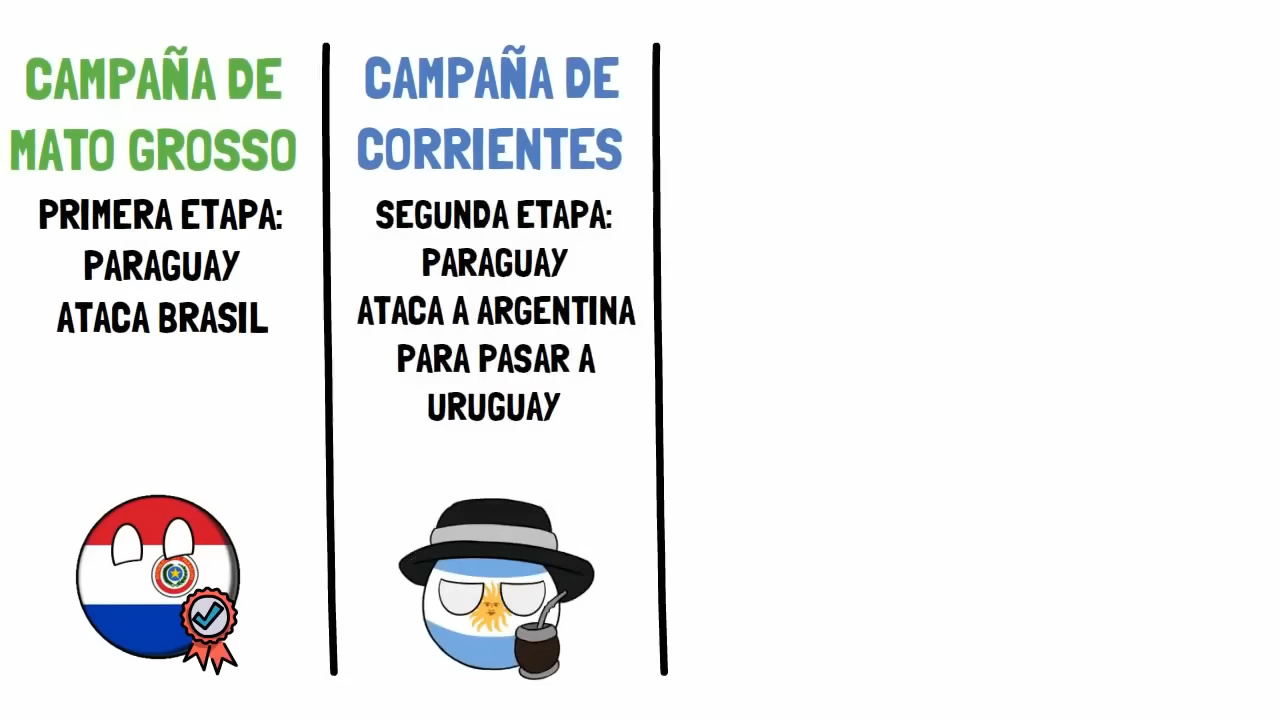 CAMPAÑA DE
MATO GROSSO
PRIMERA ETAPA:
PARAGUAY
ATACA BRASIL
CAMPAÑA DE
CORRIENTES
SEGUNDA ETAPA:
PARAGUAY
ATACA A ARGENTINA
PARA PASAR A
URUGUAY